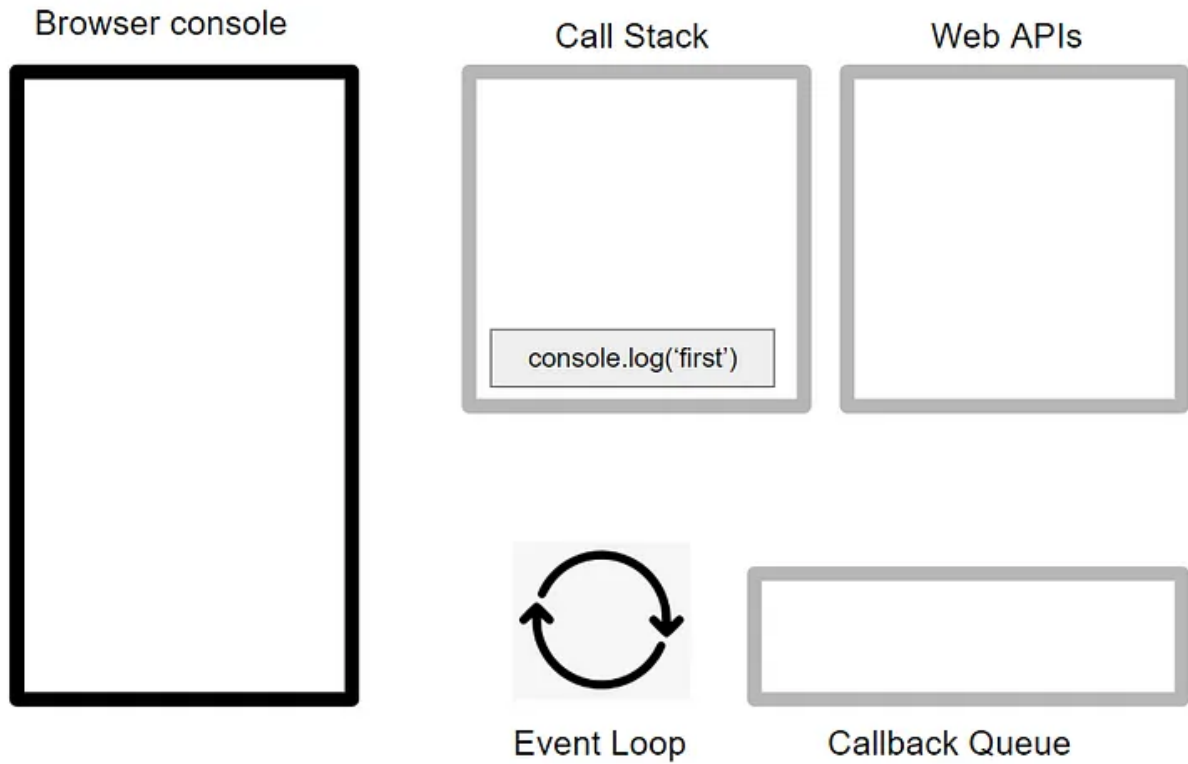 Browser console
Call Stack
Web APIs
console.log(‘first’)
Event Loop
Callback Queue